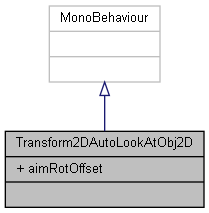 MonoBehaviour
Transform2DAutoLookAtObj2D
+ aimRotOffset